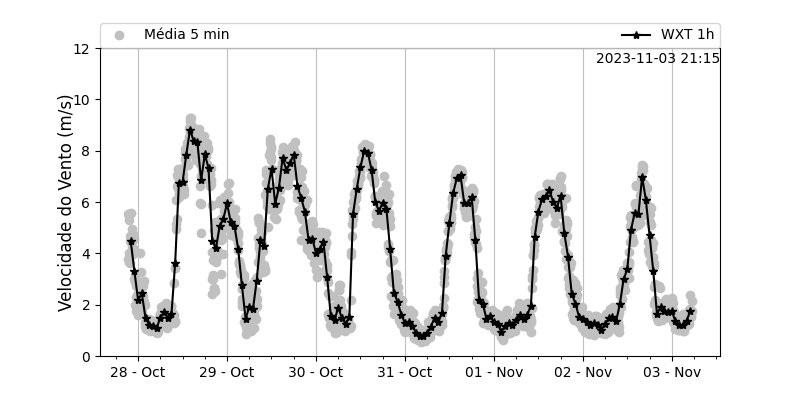 Média 5 min
WXT 1h
2023-11-03 21:15
Velocidade do Vento (m/s)
12
10
8
6
4
2
0
28 - Oct
29 - Oct
30 - Oct
31 - Oct
01 - Nov
02 - Nov
03 - Nov